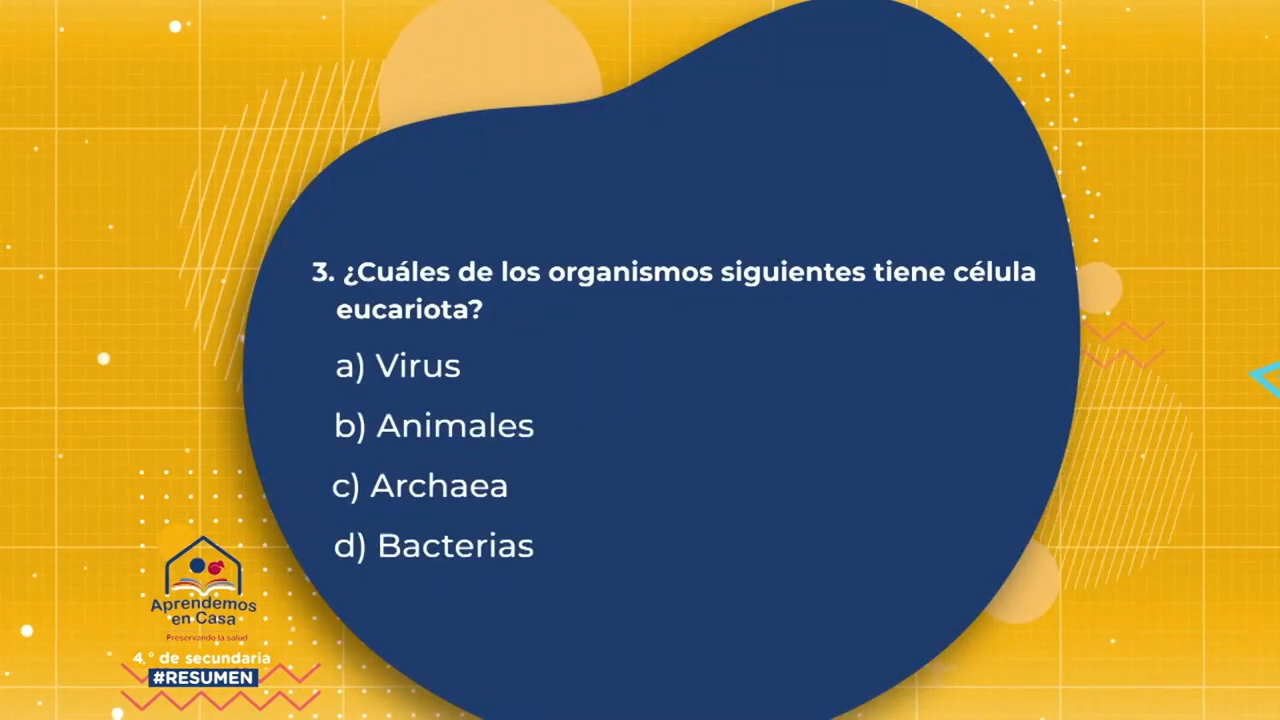 3. ¿Cuáles de los organismos siguientes tiene célula
eucariota?
a) Virus
b) Animales
c) Archaea
d) Bacterias
Aprendemos
en Casa
Preservando la salud
4.° de secundaria
#RESUMEN